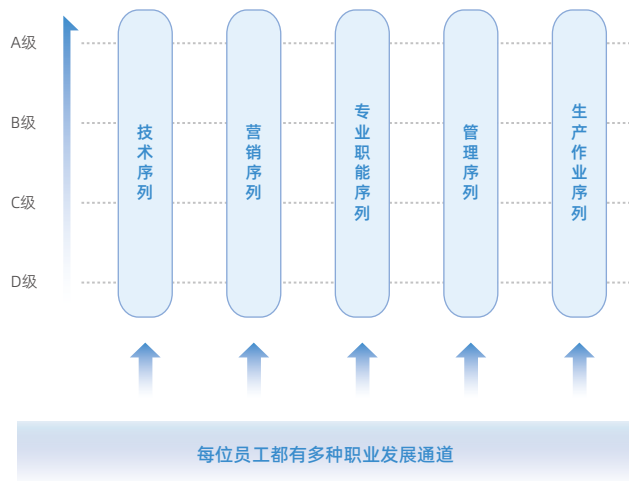 A级
B级
C级
D级
技术序列
营销序列
专业职能序列
管理序列
生产作业序列
每位员工都有多种职业发展通道